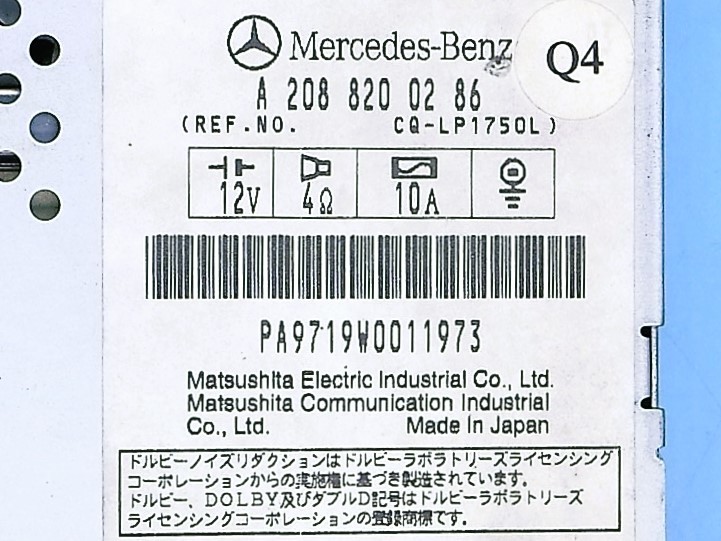 Mercedes-Benz
Q4
A 208 820 02 86
(REF.NO. CQ-LP1750L)
12V 4Ω 10A
PA9719W0011973
Matsushita Electric Industrial Co., Ltd.
Matsushita Communication Industrial
Co., Ltd. Made In Japan
ドルビーノイズリダクションはドルビーラボラトリーズライセンシング
コーポレーションからの実施権に基づき製造されています。
ドルビー、DOLBY及びダブルD記号はドルビーラボラトリーズ
ライセンシングコーポレーションの登録商標です。